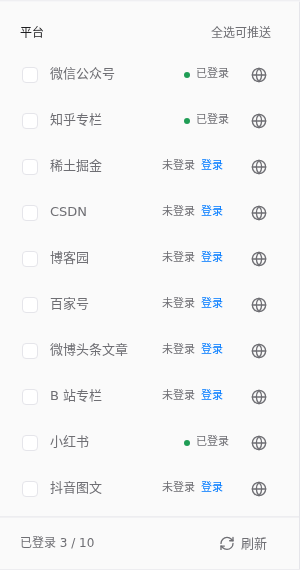 平台 全选可推送
微信公众号 已登录
知乎专栏 已登录
稀土掘金 未登录 登录
CSDN 未登录 登录
博客园 未登录 登录
百家号 未登录 登录
微博头条文章 未登录 登录
B 站专栏 未登录 登录
小红书 已登录
抖音图文 未登录 登录
已登录 3 / 10 刷新